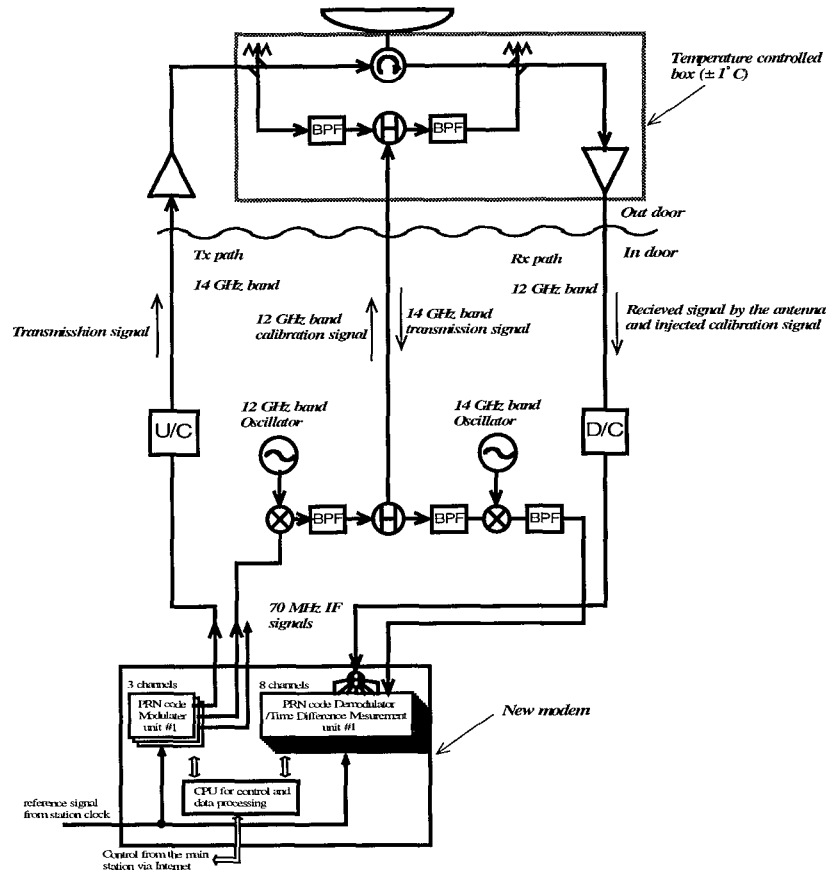 Temperature controlled
box (± 1° C)
BPF
H
BPF
Out door
In door
Tx path
14 GHz band
Rx path
12 GHz band
Transmisshion signal
12 GHz band
calibration signal
14 GHz band
transmission signal
Recieved signal by the antenna
and injected calibration signal
12 GHz band
Oscillator
14 GHz band
Oscillator
U/C
D/C
BPF
H
BPF
BPF
70 MHz IF
signals
3 channels
8 channels
PRN code
Modulater
unit #1
PRN code Demodulator
/Time Difference Mesurement
unit #1
New modem
CPU for control and
data processing
reference signal
from station clock
Control from the main
station via Internet